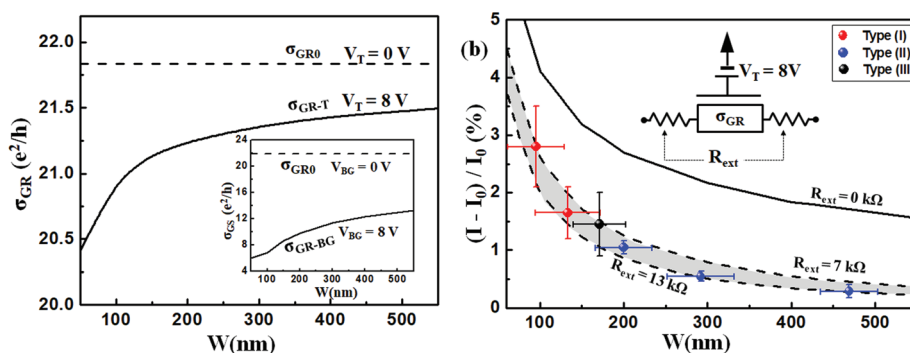 22.0
21.5
21.0
20.5
20.0
σGR (e²/h)
σGR0 VT = 0 V
σGR-T VT = 8 V
24
20
16
12
8
4
σGS (e²/h)
σGR0 VBG = 0 V
σGR-BG VBG = 8 V
100 200 300 400 500
W(nm)
100 200 300 400 500
W(nm)
(b)
5
4
3
2
1
0
(I - I0) / I0 (%)
Type (I)
Type (II)
Type (III)
VT = 8V
σGR
Rext
Rext = 0 kΩ
Rext = 7 kΩ
Rext = 13 kΩ
100 200 300 400 500
W(nm)